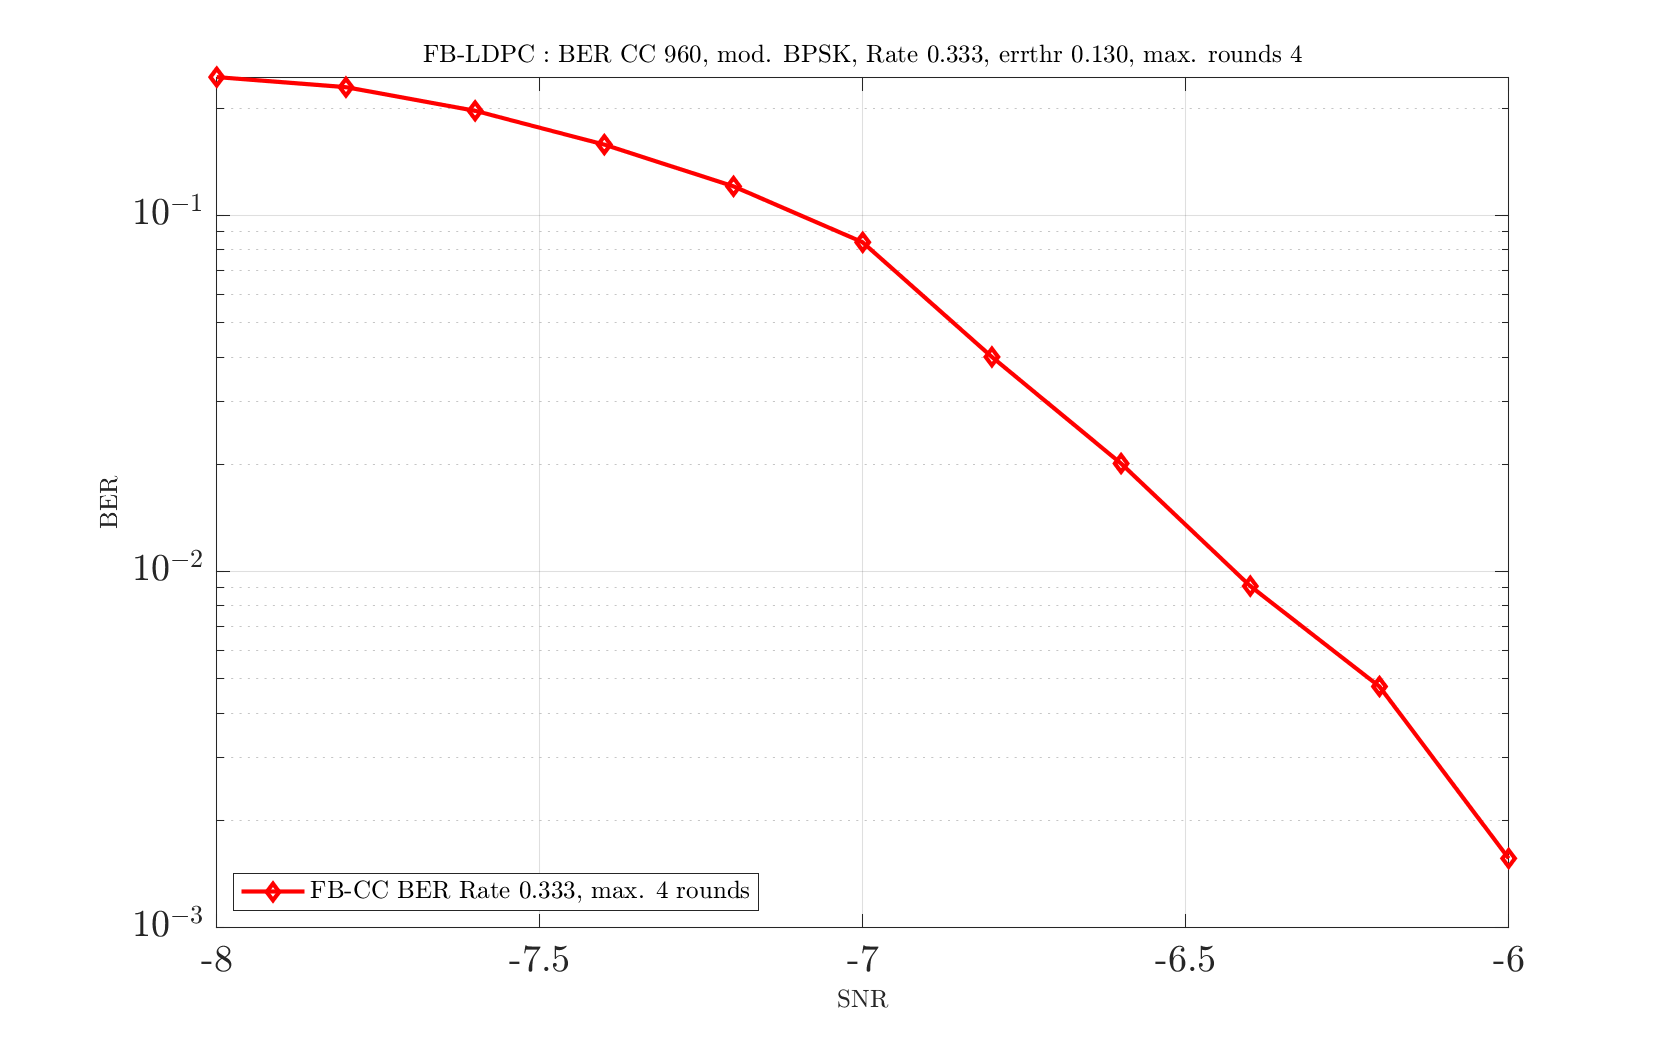 FB-LDPC : BER CC 960, mod. BPSK, Rate 0.333, errthr 0.130, max. rounds 4
10⁻¹
BER
10⁻²
10⁻³
FB-CC BER Rate 0.333, max. 4 rounds
-8 -7.5 -7 -6.5 -6
SNR